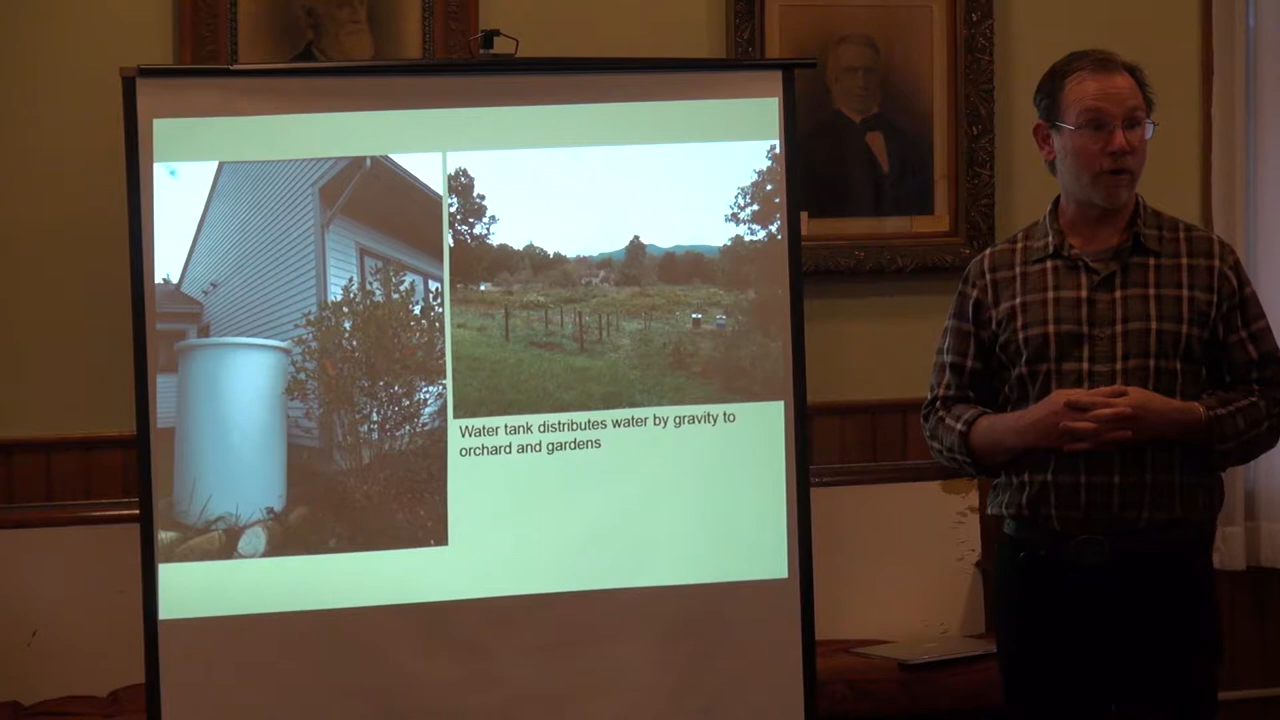 Water tank distributes water by gravity to
orchard and gardens